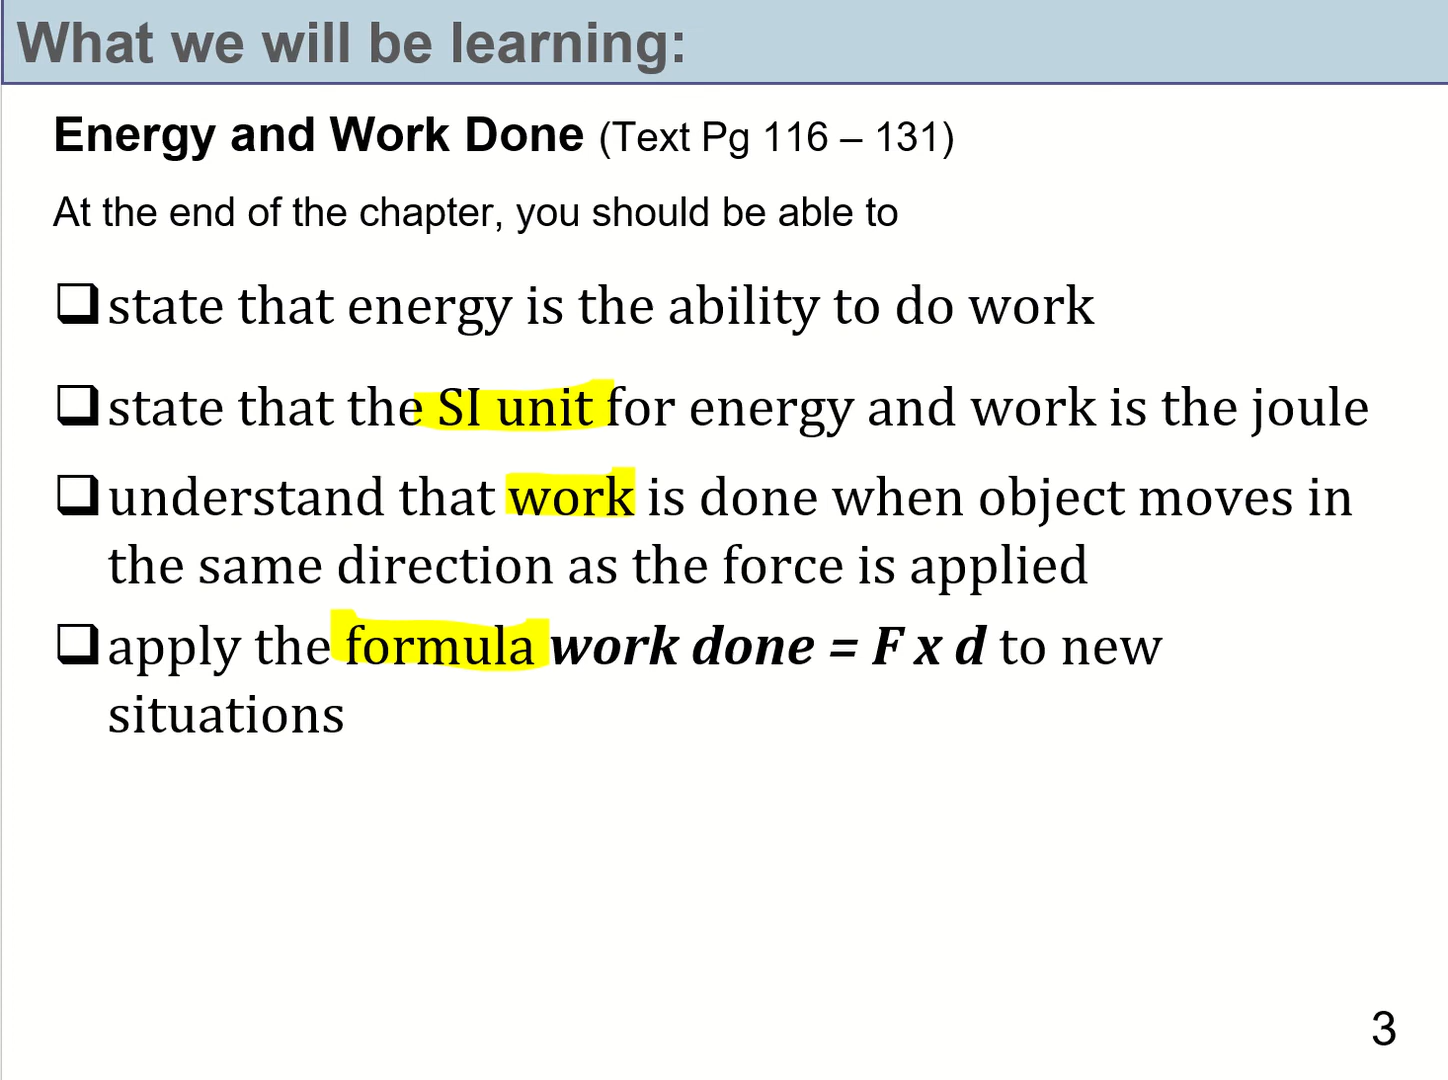 What we will be learning:
Energy and Work Done (Text Pg 116 – 131)
At the end of the chapter, you should be able to
❑ state that energy is the ability to do work
❑ state that the SI unit for energy and work is the joule
❑ understand that work is done when object moves in
the same direction as the force is applied
❑ apply the formula work done = F x d to new
situations
3